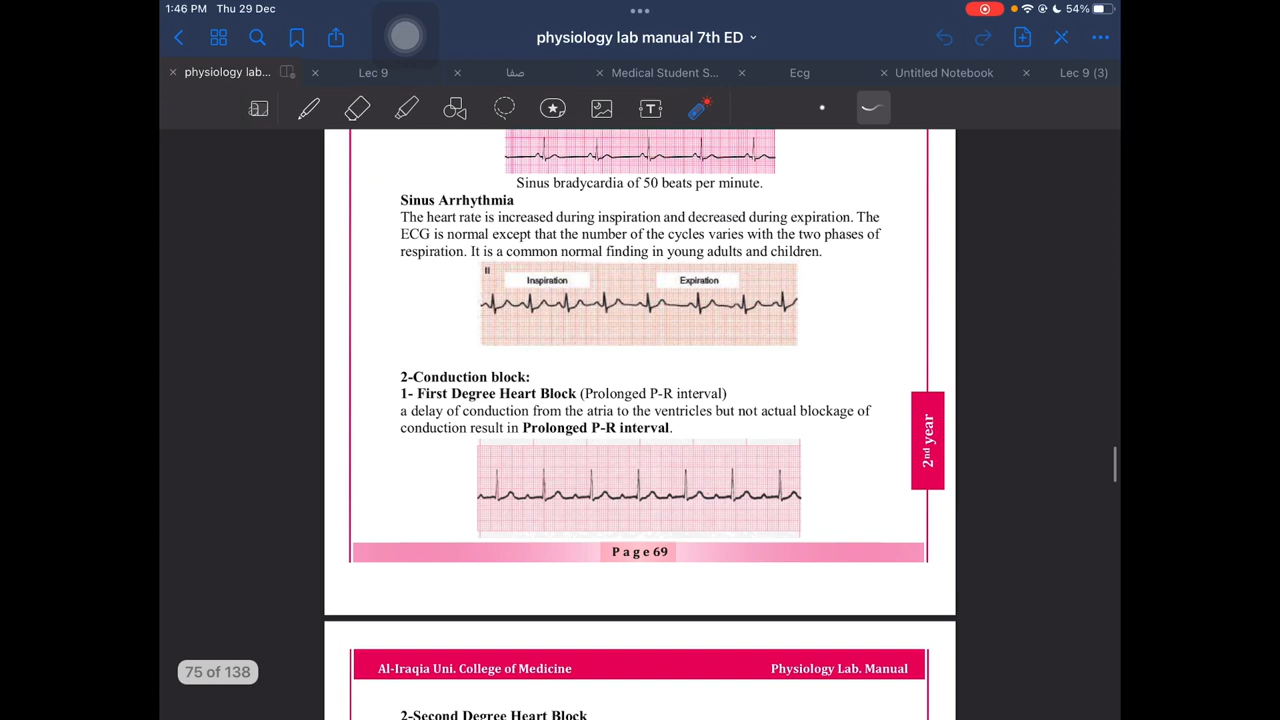 1:46 PM Thu 29 Dec
54%
physiology lab manual 7th ED
physiology lab...
Lec 9
صفا
Medical Student S...
Ecg
Untitled Notebook
Lec 9 (3)
Sinus bradycardia of 50 beats per minute.
Sinus Arrhythmia
The heart rate is increased during inspiration and decreased during expiration. The
ECG is normal except that the number of the cycles varies with the two phases of
respiration. It is a common normal finding in young adults and children.
II
Inspiration
Expiration
2-Conduction block:
1- First Degree Heart Block (Prolonged P-R interval)
a delay of conduction from the atria to the ventricles but not actual blockage of
conduction result in Prolonged P-R interval.
2nd year
Page 69
75 of 138
Al-Iraqia Uni. College of Medicine
Physiology Lab. Manual
2-Second Degree Heart Block